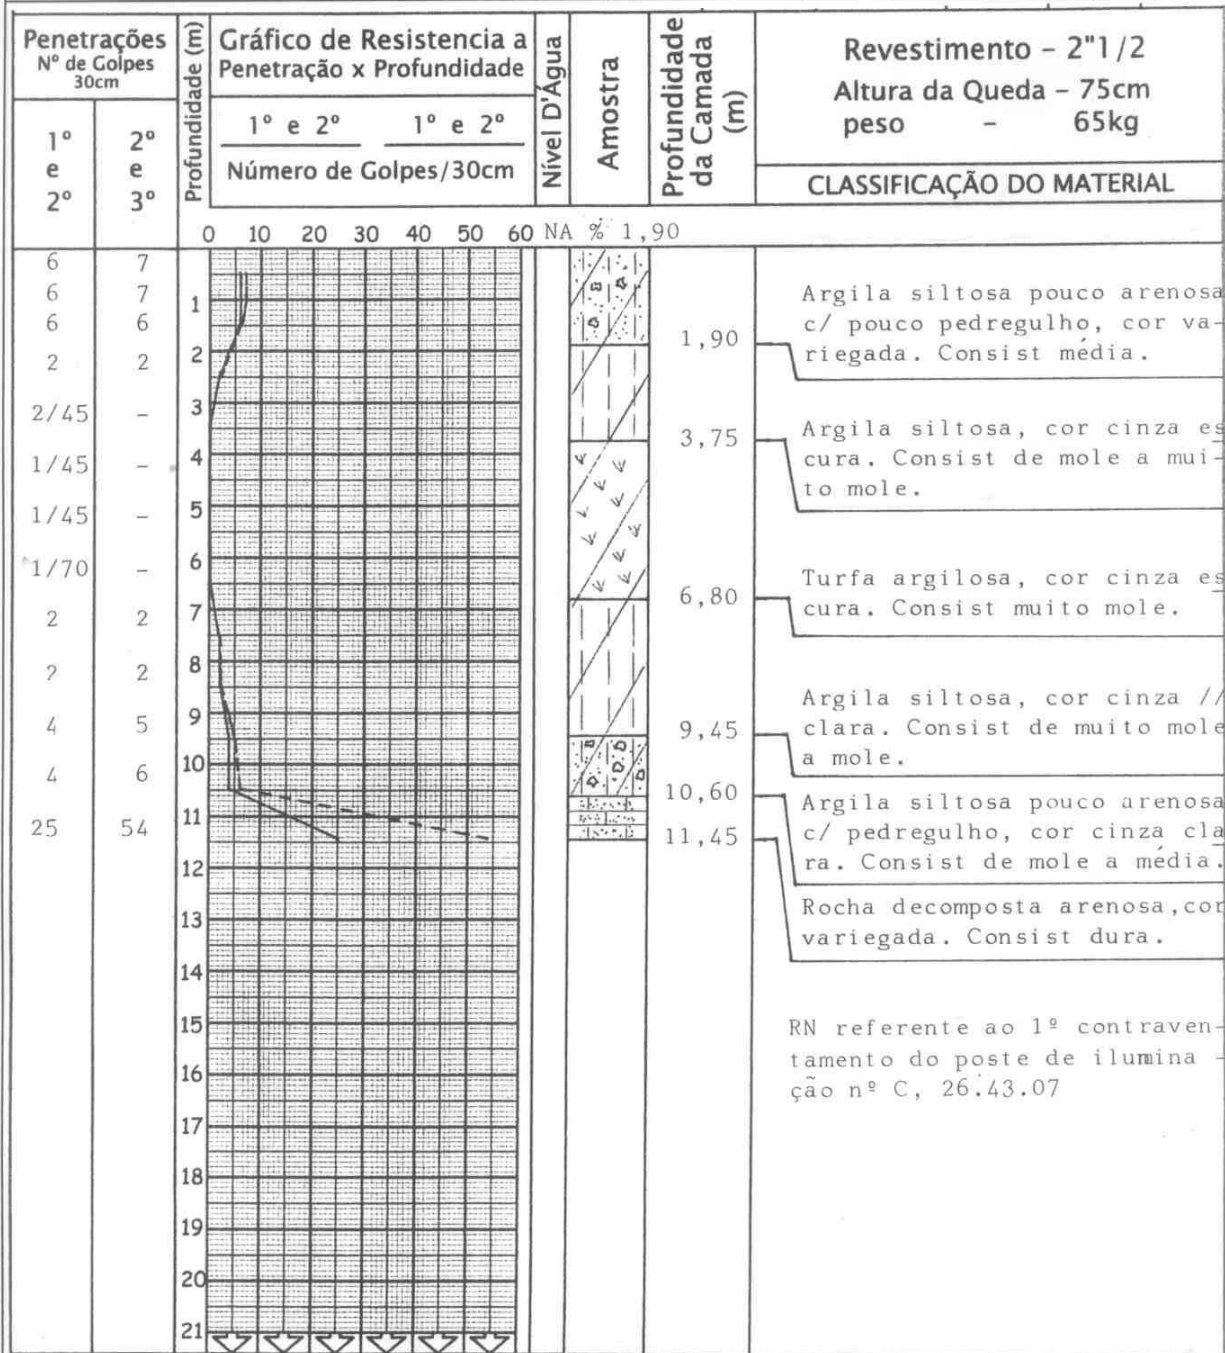 Penetrações
Nº de Golpes
30cm
1º
e
2º
2º
e
3º
Profundidade (m)
Gráfico de Resistencia a
Penetração x Profundidade
1º e 2º 1º e 2º
Número de Golpes/30cm
Nível D'Água
Amostra
Profundidade
da Camada
(m)
Revestimento - 2"1/2
Altura da Queda - 75cm
peso - 65kg
CLASSIFICAÇÃO DO MATERIAL
0 10 20 30 40 50 60 NA % 1,90
6 7
6 7
1
6 6
2
2 2
3
2/45 -
4
1/45 -
5
1/45 -
6
1/70 -
7
2 2
8
2 2
9
4 5
10
4 6
11
25 54
12
13
14
15
16
17
18
19
20
21
1,90
Argila siltosa pouco arenosa
c/ pouco pedregulho, cor va-
riegada. Consist média.
3,75
Argila siltosa, cor cinza es
cura. Consist de mole a mui-
to mole.
6,80
Turfa argilosa, cor cinza es
cura. Consist muito mole.
9,45
Argila siltosa, cor cinza //
clara. Consist de muito mole
a mole.
10,60
Argila siltosa pouco arenosa
c/ pedregulho, cor cinza cla
ra. Consist de mole a média.
11,45
Rocha decomposta arenosa,cor
variegada. Consist dura.
RN referente ao 1º contraven-
tamento do poste de ilumina -
ção nº C, 26.43.07